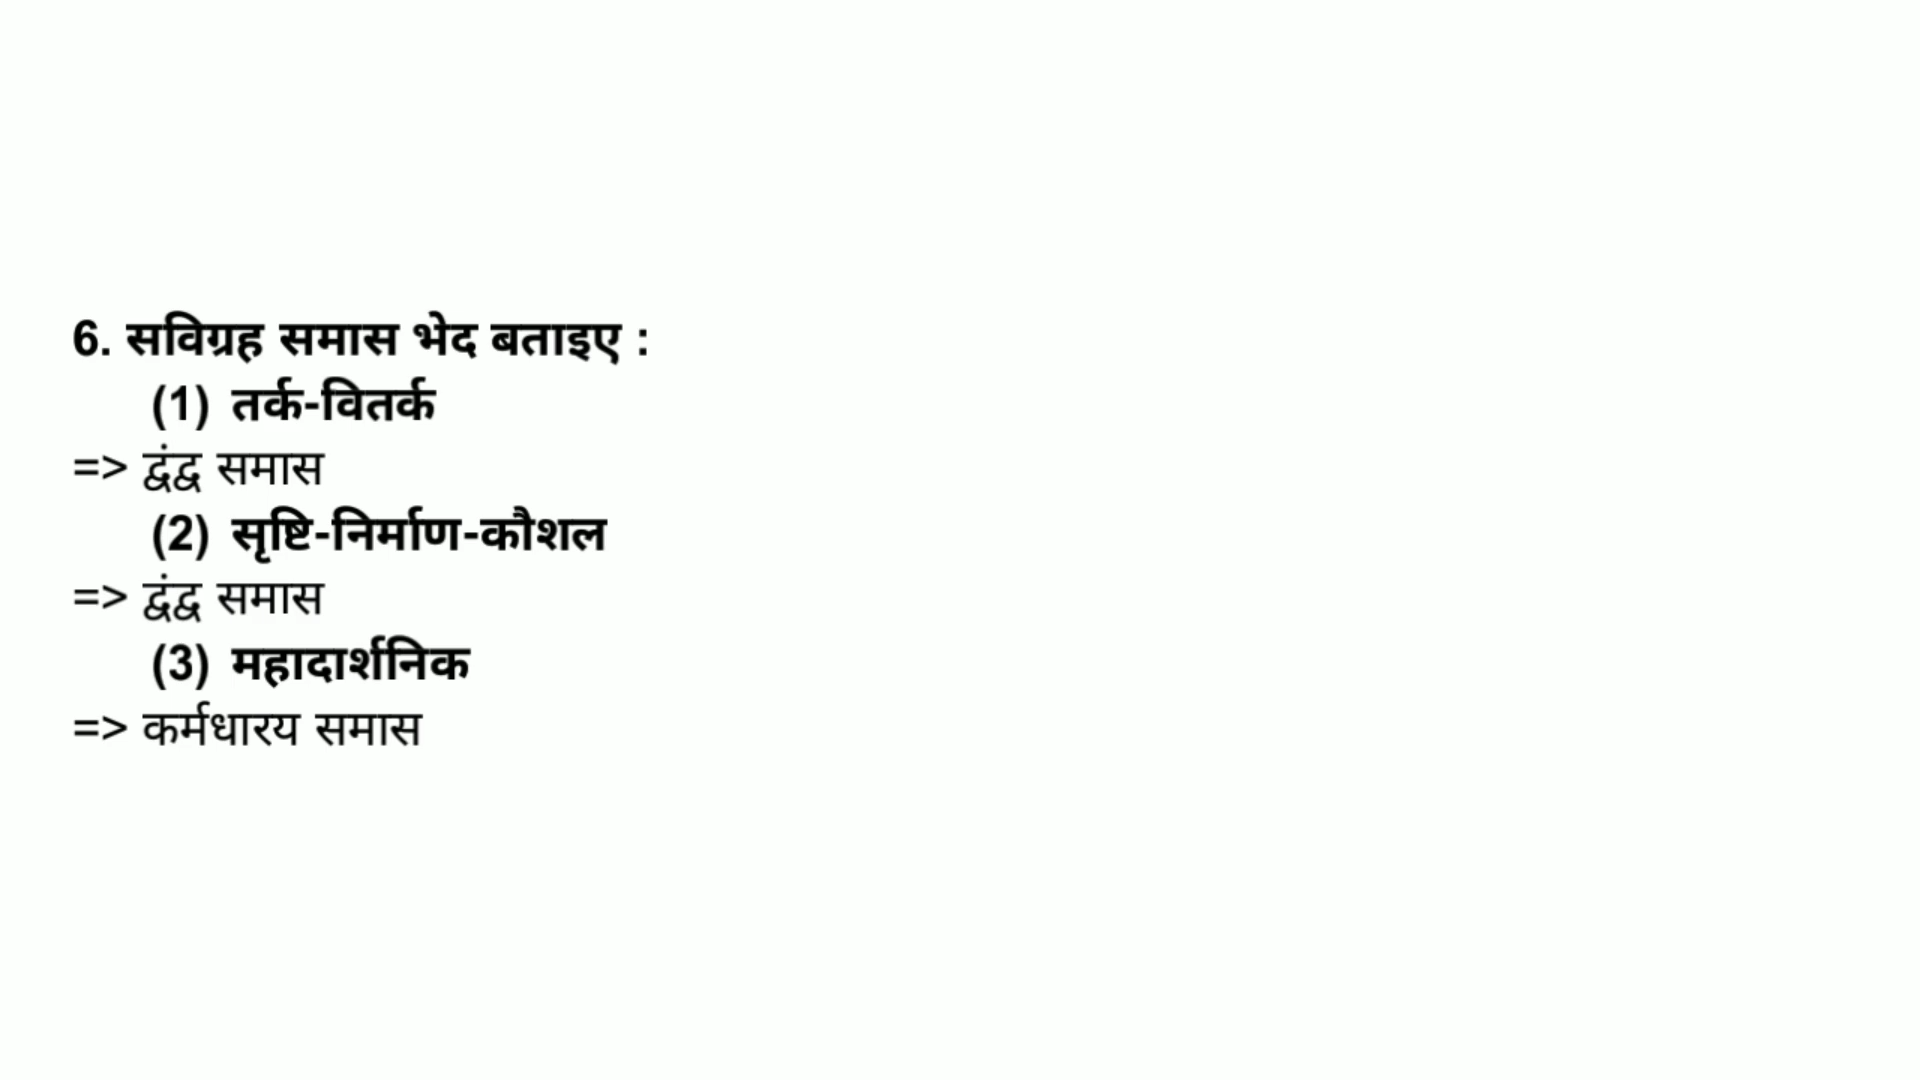 6. सविग्रह समास भेद बताइए :
(1) तर्क-वितर्क
=> द्वंद्व समास
(2) सृष्टि-निर्माण-कौशल
=> द्वंद्व समास
(3) महादार्शनिक
=> कर्मधारय समास